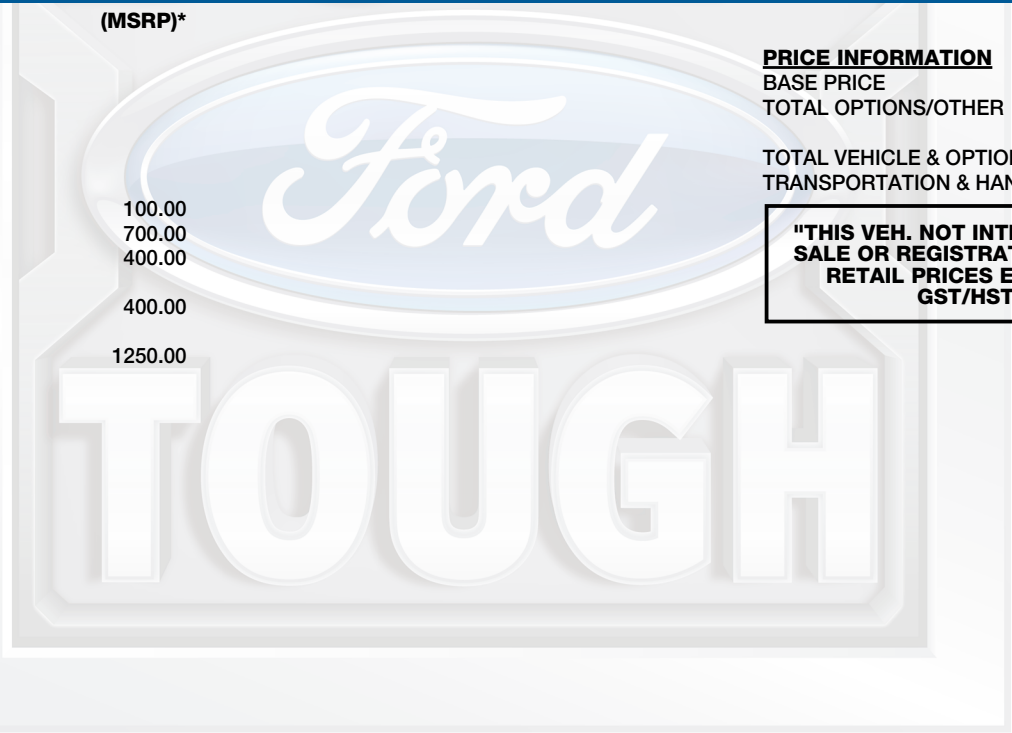 (MSRP)*
100.00
700.00
400.00
400.00
1250.00
PRICE INFORMATION
BASE PRICE
TOTAL OPTIONS/OTHER
TOTAL VEHICLE & OPTIO
TRANSPORTATION & HAN
"THIS VEH. NOT INT
SALE OR REGISTRA
RETAIL PRICES E
GST/HST
Ford
TOUGH